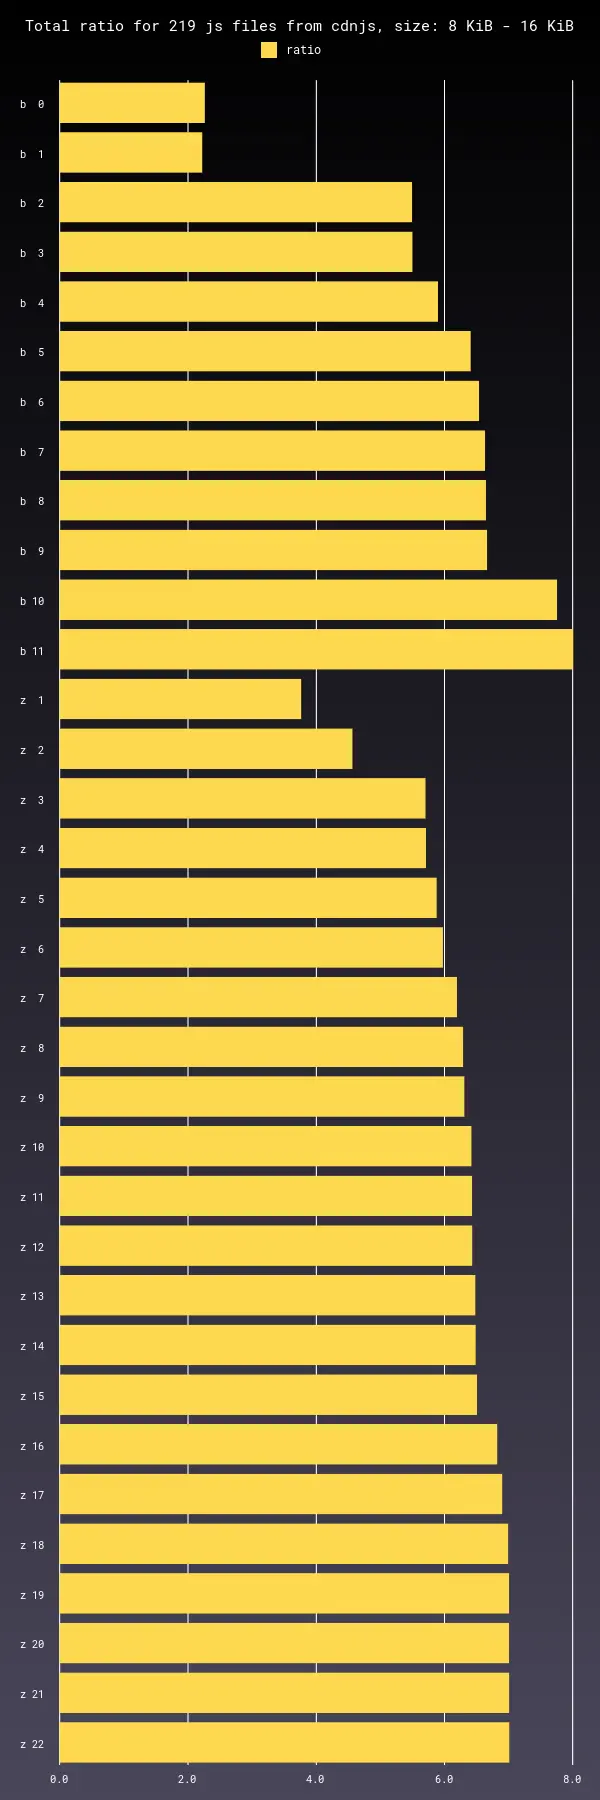 Total ratio for 219 js files from cdnjs, size: 8 KiB - 16 KiB
ratio
b 0
b 1
b 2
b 3
b 4
b 5
b 6
b 7
b 8
b 9
b 10
b 11
z 1
z 2
z 3
z 4
z 5
z 6
z 7
z 8
z 9
z 10
z 11
z 12
z 13
z 14
z 15
z 16
z 17
z 18
z 19
z 20
z 21
z 22
0.0 2.0 4.0 6.0 8.0